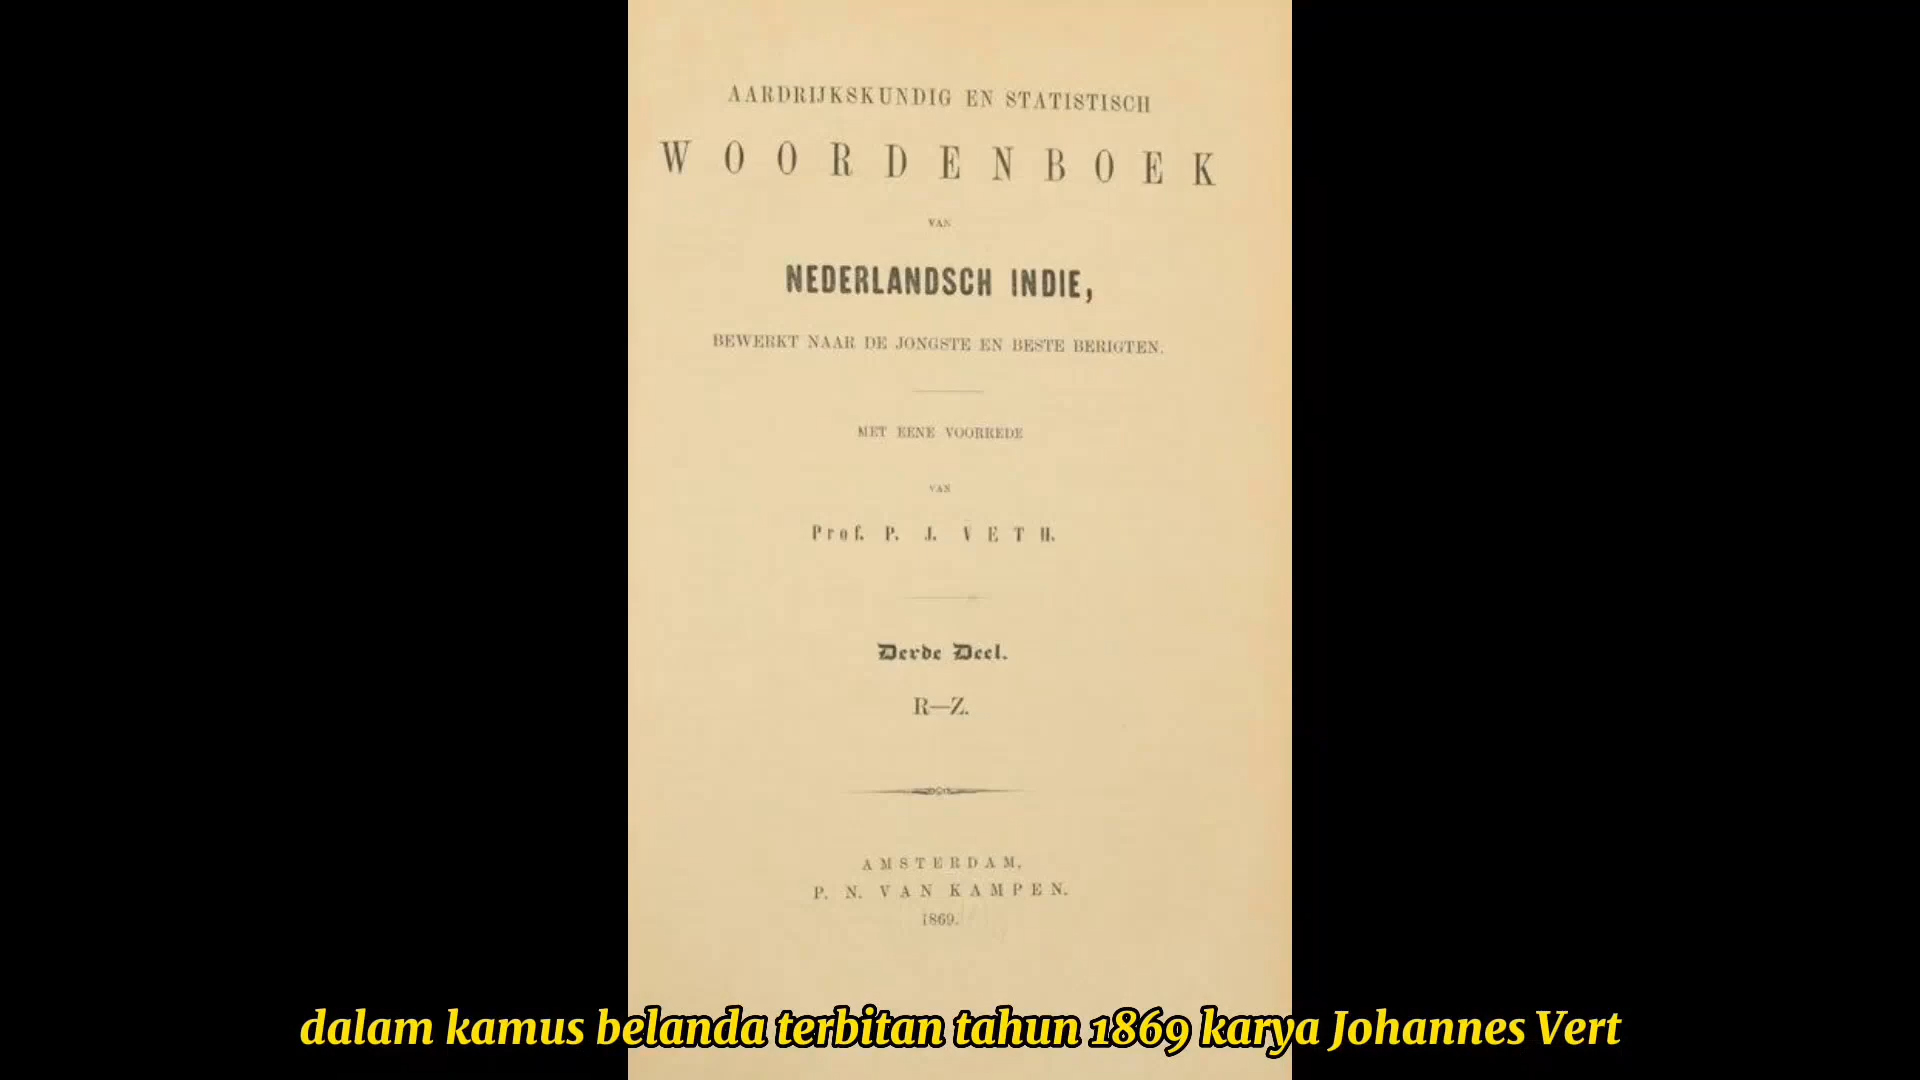 AARDRIJKSKUNDIG EN STATISTISCH
WOORDENBOEK
VAN
NEDERLANDSCH INDIE,
BEWERKT NAAR DE JONGSTE EN BESTE BERIGTEN.
MET EENE VOORREDE
VAN
Prof. P. J. VETH.
Derde Deel.
R—Z.
AMSTERDAM,
P. N. VAN KAMPEN.
1869.
dalam kamus belanda terbitan tahun 1869 karya Johannes Vert